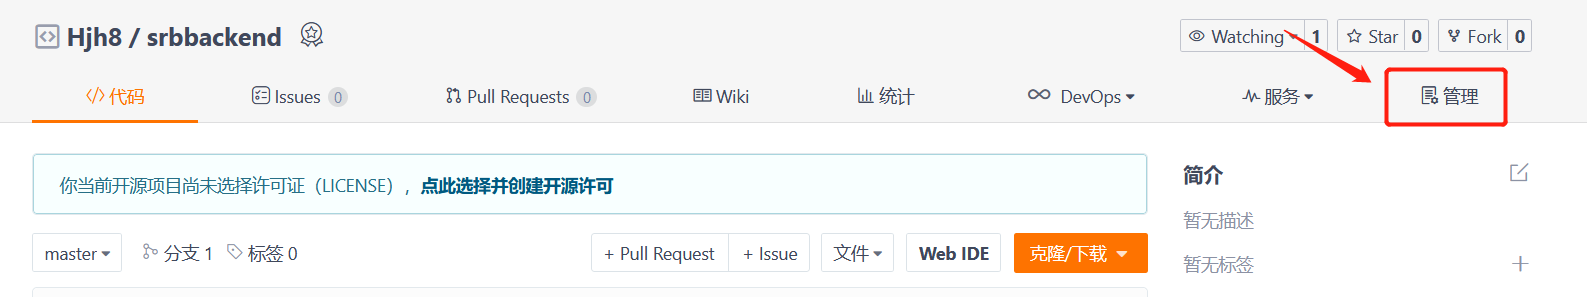 Hjh8 / srbbackend
Watching 1 Star 0 Fork 0
代码 Issues 0 Pull Requests 0 Wiki 统计 DevOps 服务 管理
你当前开源项目尚未选择许可证（LICENSE），点此选择并创建开源许可
简介
暂无描述
master 分支 1 标签 0 + Pull Request + Issue 文件 Web IDE 克隆/下载
暂无标签